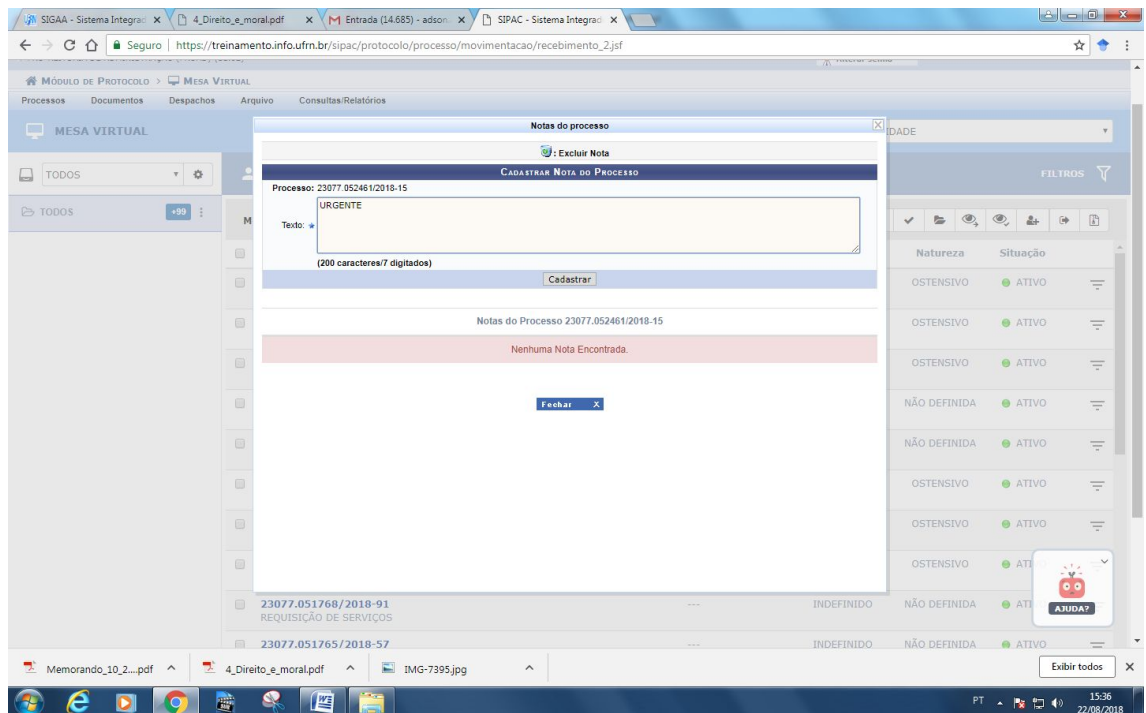 SIGAA - Sistema Integrad
4_Direito_e_moral.pdf
Entrada (14.685) - adson.
SIPAC - Sistema Integrad
Seguro | https://treinamento.info.ufrn.br/sipac/protocolo/processo/movimentacao/recebimento_2.jsf
MÓDULO DE PROTOCOLO > MESA VIRTUAL
Processos Documentos Despachos Arquivo Consultas/Relatórios
MESA VIRTUAL
IDADE
TODOS
FILTROS
TODOS +99
M
Notas do processo
: Excluir Nota
CADASTRAR NOTA DO PROCESSO
Processo: 23077.052461/2018-15
Texto: URGENTE
(200 caracteres/7 digitados)
Cadastrar
Notas do Processo 23077.052461/2018-15
Nenhuma Nota Encontrada.
Fechar X
Natureza Situação
OSTENSIVO ATIVO
OSTENSIVO ATIVO
OSTENSIVO ATIVO
NÃO DEFINIDA ATIVO
NÃO DEFINIDA ATIVO
OSTENSIVO ATIVO
OSTENSIVO ATIVO
OSTENSIVO ATI
23077.051768/2018-91 --- INDEFINIDO NÃO DEFINIDA ATI
REQUISIÇÃO DE SERVIÇOS
AJUDA?
23077.051765/2018-57 --- INDEFINIDO NÃO DEFINIDA ATIVO
Memorando_10_2....pdf 4_Direito_e_moral.pdf IMG-7395.jpg Exibir todos
PT 15:36
22/08/2018